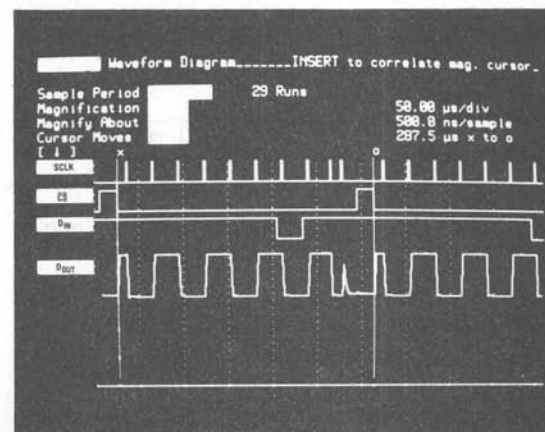 Waveform Diagram_______INSERT to correlate mag. cursor_
Sample Period 29 Runs
Magnification 50.00 µs/div
Magnify About 500.0 ns/sample
Cursor Moves 287.5 µs x to o
[ ↓ ] x o
SCLK
CS
DIN
DOUT